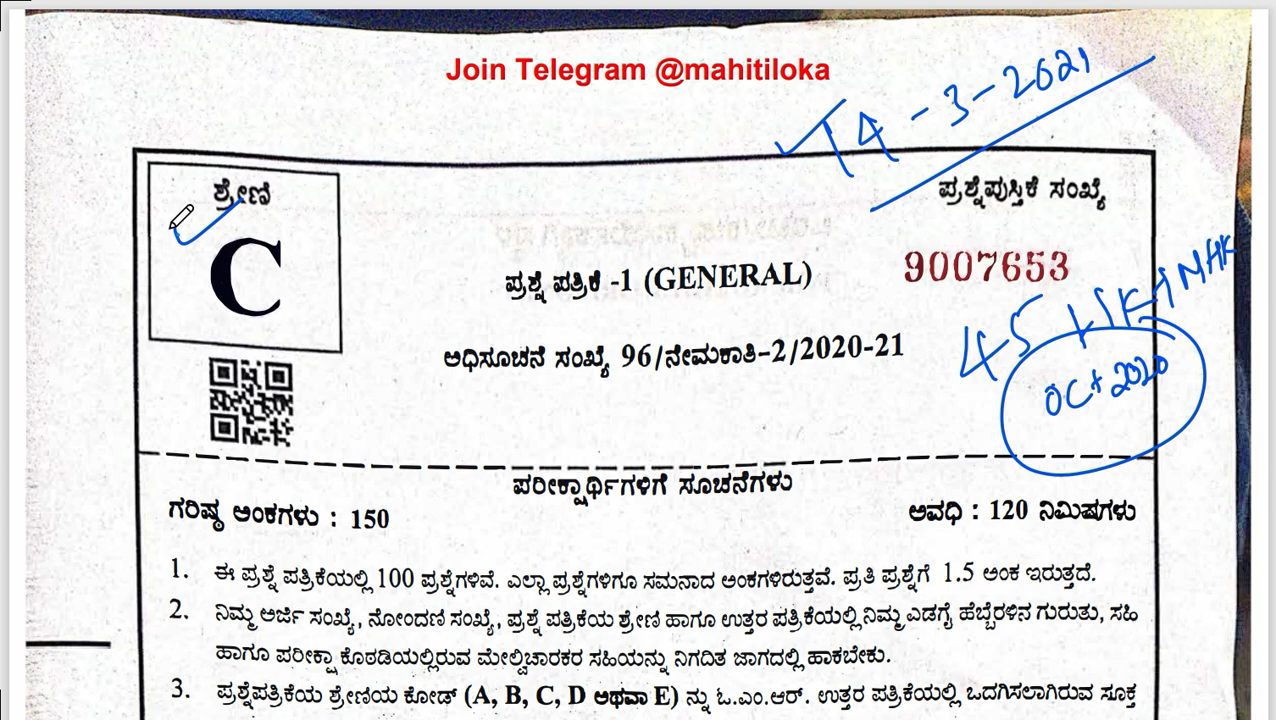 Join Telegram @mahitiloka
14-3-2021
ಶ್ರೇಣಿ
C
ಪ್ರಶ್ನೆಪುಸ್ತಿಕೆ ಸಂಖ್ಯೆ
9007653
ಪ್ರಶ್ನೆ ಪತ್ರಿಕೆ -1 (GENERAL)
45
ಅಧಿಸೂಚನೆ ಸಂಖ್ಯೆ 96/ನೇಮಕಾತಿ-2/2020-21
OCT 2020
ಪರೀಕ್ಷಾರ್ಥಿಗಳಿಗೆ ಸೂಚನೆಗಳು
ಗರಿಷ್ಠ ಅಂಕಗಳು : 150 ಅವಧಿ : 120 ನಿಮಿಷಗಳು
1. ಈ ಪ್ರಶ್ನೆ ಪತ್ರಿಕೆಯಲ್ಲಿ 100 ಪ್ರಶ್ನೆಗಳಿವೆ. ಎಲ್ಲಾ ಪ್ರಶ್ನೆಗಳಿಗೂ ಸಮನಾದ ಅಂಕಗಳಿರುತ್ತವೆ. ಪ್ರತಿ ಪ್ರಶ್ನೆಗೆ 1.5 ಅಂಕ ಇರುತ್ತದೆ.
2. ನಿಮ್ಮ ಅರ್ಜಿ ಸಂಖ್ಯೆ, ನೋಂದಣಿ ಸಂಖ್ಯೆ, ಪ್ರಶ್ನೆ ಪತ್ರಿಕೆಯ ಶ್ರೇಣಿ ಹಾಗೂ ಉತ್ತರ ಪತ್ರಿಕೆಯಲ್ಲಿ ನಿಮ್ಮ ಎಡಗೈ ಹೆಬ್ಬೆರಳಿನ ಗುರುತು, ಸಹಿ
ಹಾಗೂ ಪರೀಕ್ಷಾ ಕೊಠಡಿಯಲ್ಲಿರುವ ಮೇಲ್ವಿಚಾರಕರ ಸಹಿಯನ್ನು ನಿಗದಿತ ಜಾಗದಲ್ಲಿ ಹಾಕಬೇಕು.
3. ಪ್ರಶ್ನೆಪತ್ರಿಕೆಯ ಶ್ರೇಣಿಯ ಕೋಡ್ (A, B, C, D ಅಥವಾ E) ನ್ನು ಓ.ಎಂ.ಆರ್. ಉತ್ತರ ಪತ್ರಿಕೆಯಲ್ಲಿ ಒದಗಿಸಲಾಗಿರುವ ಸೂಕ್ತ